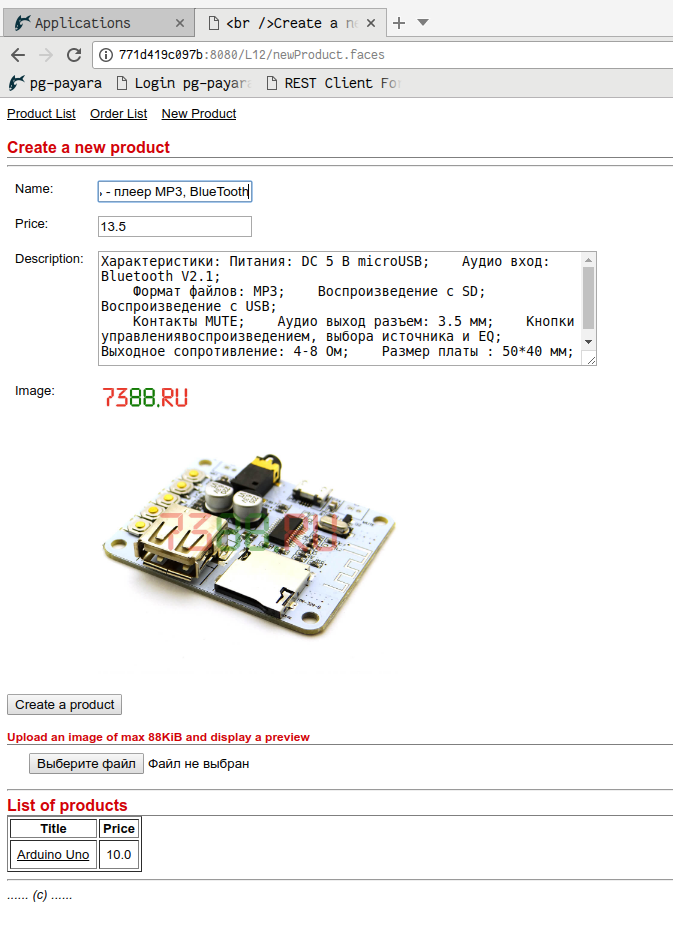 Applications
<br />Create a ne
771d419c097b:8080/L12/newProduct.faces
pg-payara Login pg-payar REST Client Fo
Product List Order List New Product
Create a new product
Name: - плеер MP3, BlueTooth
Price: 13.5
Description: Характеристики: Питания: DC 5 В microUSB; Аудио вход:
Bluetooth V2.1;
Формат файлов: MP3; Воспроизведение с SD;
Воспроизведение с USB;
Контакты MUTE; Аудио выход разъем: 3.5 мм; Кнопки
управлениявоспроизведением, выбора источника и EQ;
Выходное сопротивление: 4-8 Ом; Размер платы : 50*40 мм;
Image: 7388.RU
7388.RU
Create a product
Upload an image of max 88KiB and display a preview
Выберите файл Файл не выбран
List of products
Title Price
Arduino Uno 10.0
...... (c) ......